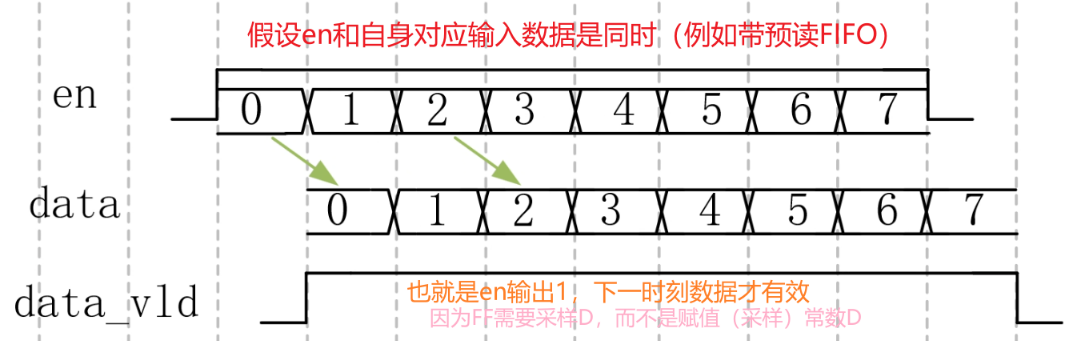 假设en和自身对应输入数据是同时（例如带预读FIFO）
en 0 1 2 3 4 5 6 7
data 0 1 2 3 4 5 6 7
data_vld 也就是en输出1，下一时刻数据才有效
因为FF需要采样D，而不是赋值（采样）常数D